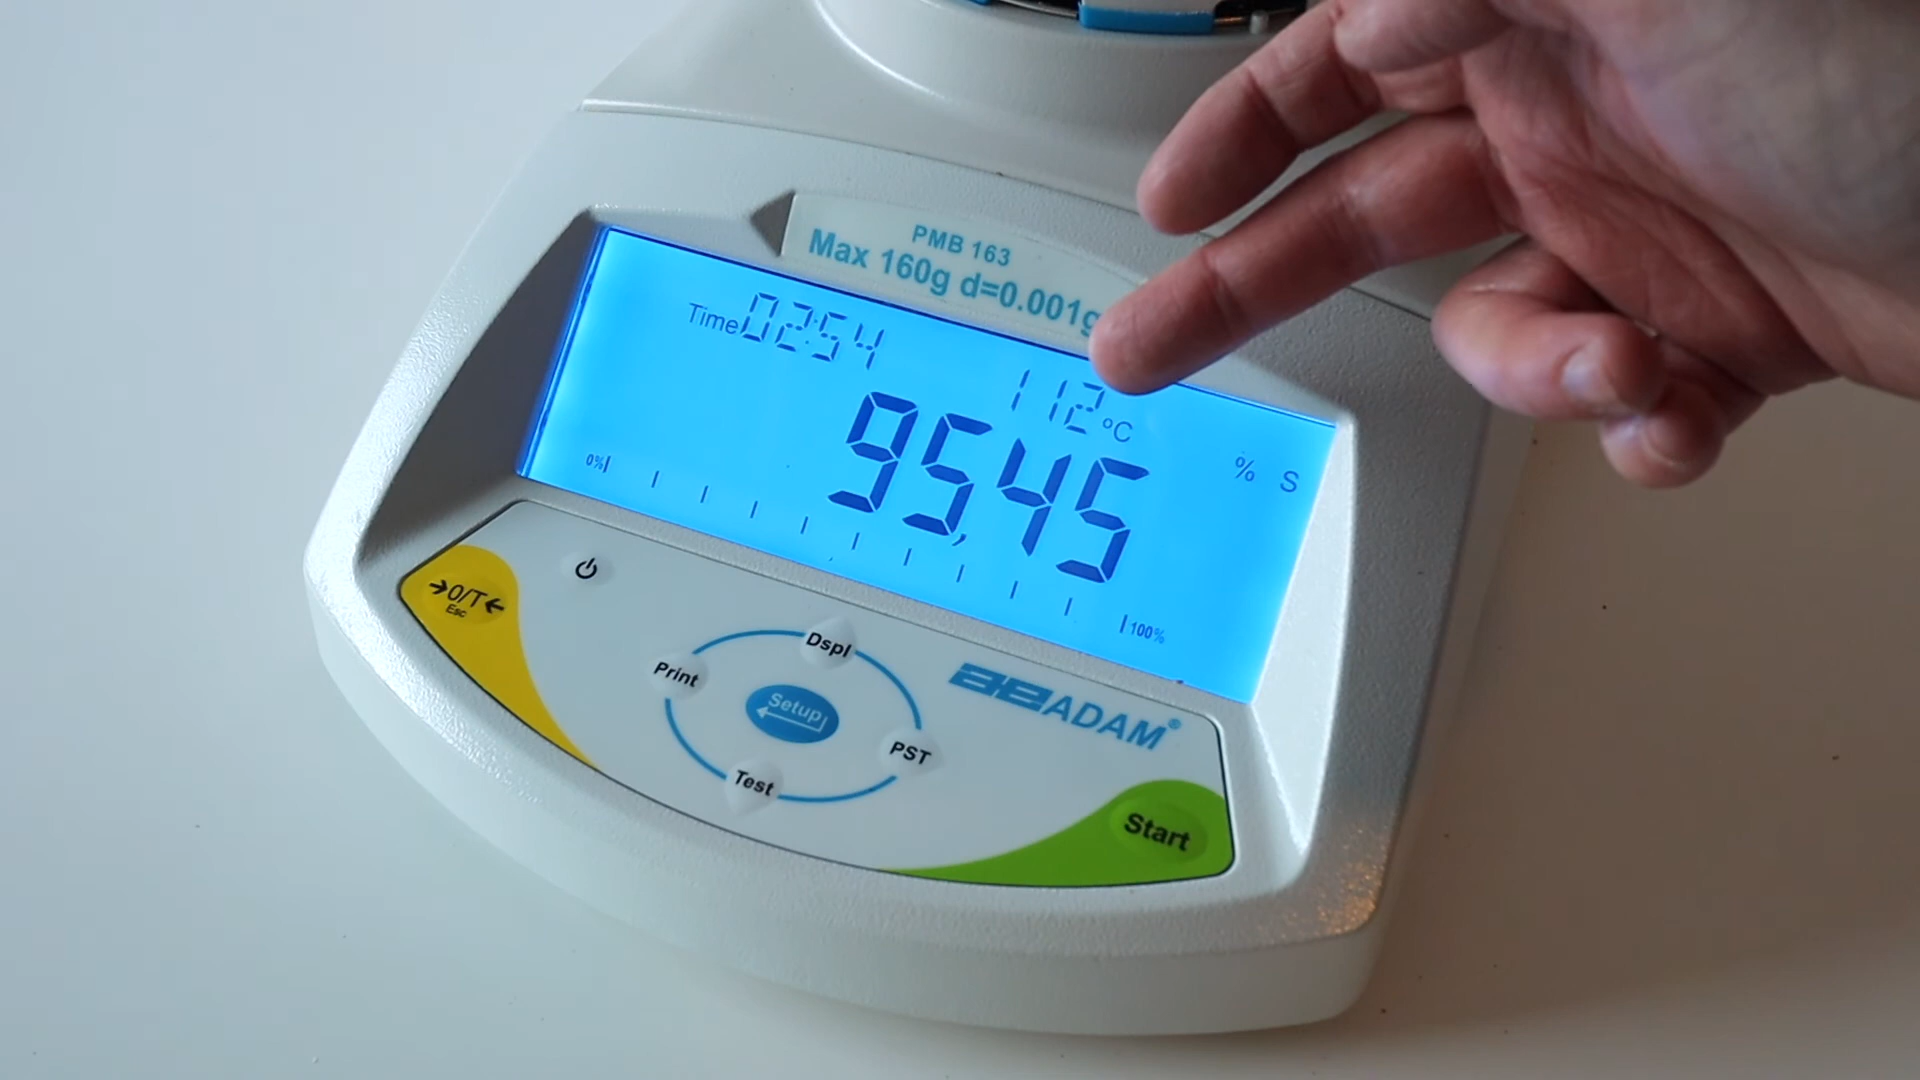 PMB 163
Max 160g d=0.001g
Time 02:54
112 °C
95,45 % S
0%
100%
→0/T←
Esc
Dspl
Print
Setup
PST
Test
ADAM®
Start